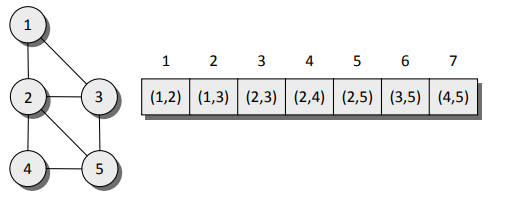 1
1 2 3 4 5 6 7
2 3 (1,2) (1,3) (2,3) (2,4) (2,5) (3,5) (4,5)
4 5